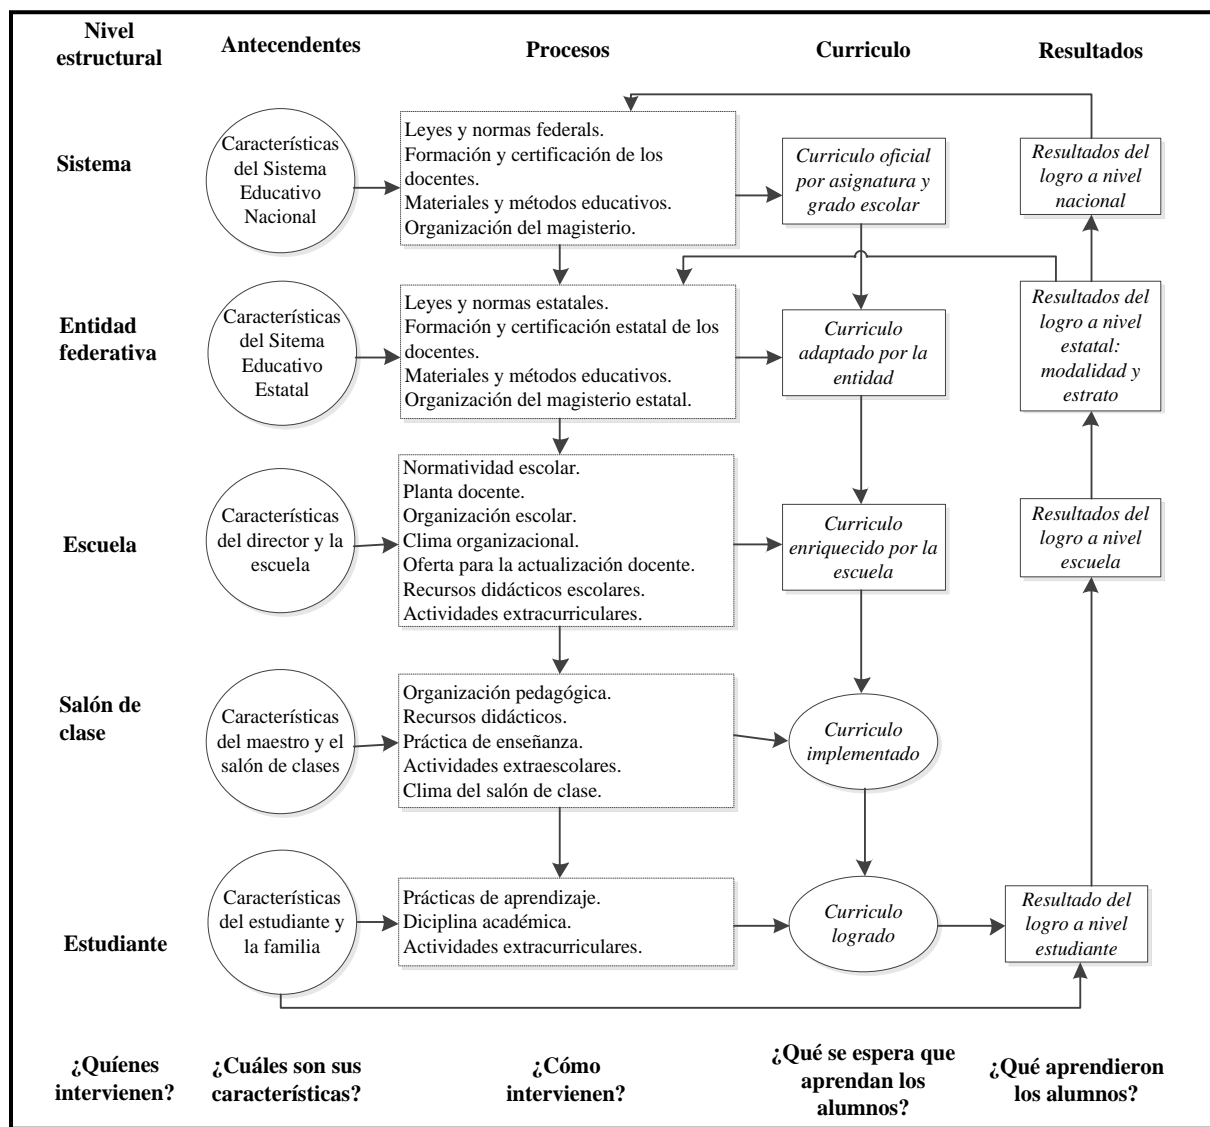 Nivel
estructural
Antecendentes
Procesos
Curriculo
Resultados
Sistema
Características
del Sistema
Educativo
Nacional
Leyes y normas federals.
Formación y certificación de los
docentes.
Materiales y métodos educativos.
Organización del magisterio.
Curriculo oficial
por asignatura y
grado escolar
Resultados del
logro a nivel
nacional
Entidad
federativa
Características
del Sitema
Educativo
Estatal
Leyes y normas estatales.
Formación y certificación estatal de los
docentes.
Materiales y métodos educativos.
Organización del magisterio estatal.
Curriculo
adaptado por la
entidad
Resultados del
logro a nivel
estatal:
modalidad y
estrato
Escuela
Características
del director y la
escuela
Normatividad escolar.
Planta docente.
Organización escolar.
Clima organizacional.
Oferta para la actualización docente.
Recursos didácticos escolares.
Actividades extracurriculares.
Curriculo
enriquecido por la
escuela
Resultados del
logro a nivel
escuela
Salón de
clase
Características
del maestro y el
salón de clases
Organización pedagógica.
Recursos didácticos.
Práctica de enseñanza.
Actividades extraescolares.
Clima del salón de clase.
Curriculo
implementado
Estudiante
Características
del estudiante y
la familia
Prácticas de aprendizaje.
Diciplina académica.
Actividades extracurriculares.
Curriculo
logrado
Resultado del
logro a nivel
estudiante
¿Quíenes
intervienen?
¿Cuáles son sus
características?
¿Cómo
intervienen?
¿Qué se espera que
aprendan los
alumnos?
¿Qué aprendieron
los alumnos?